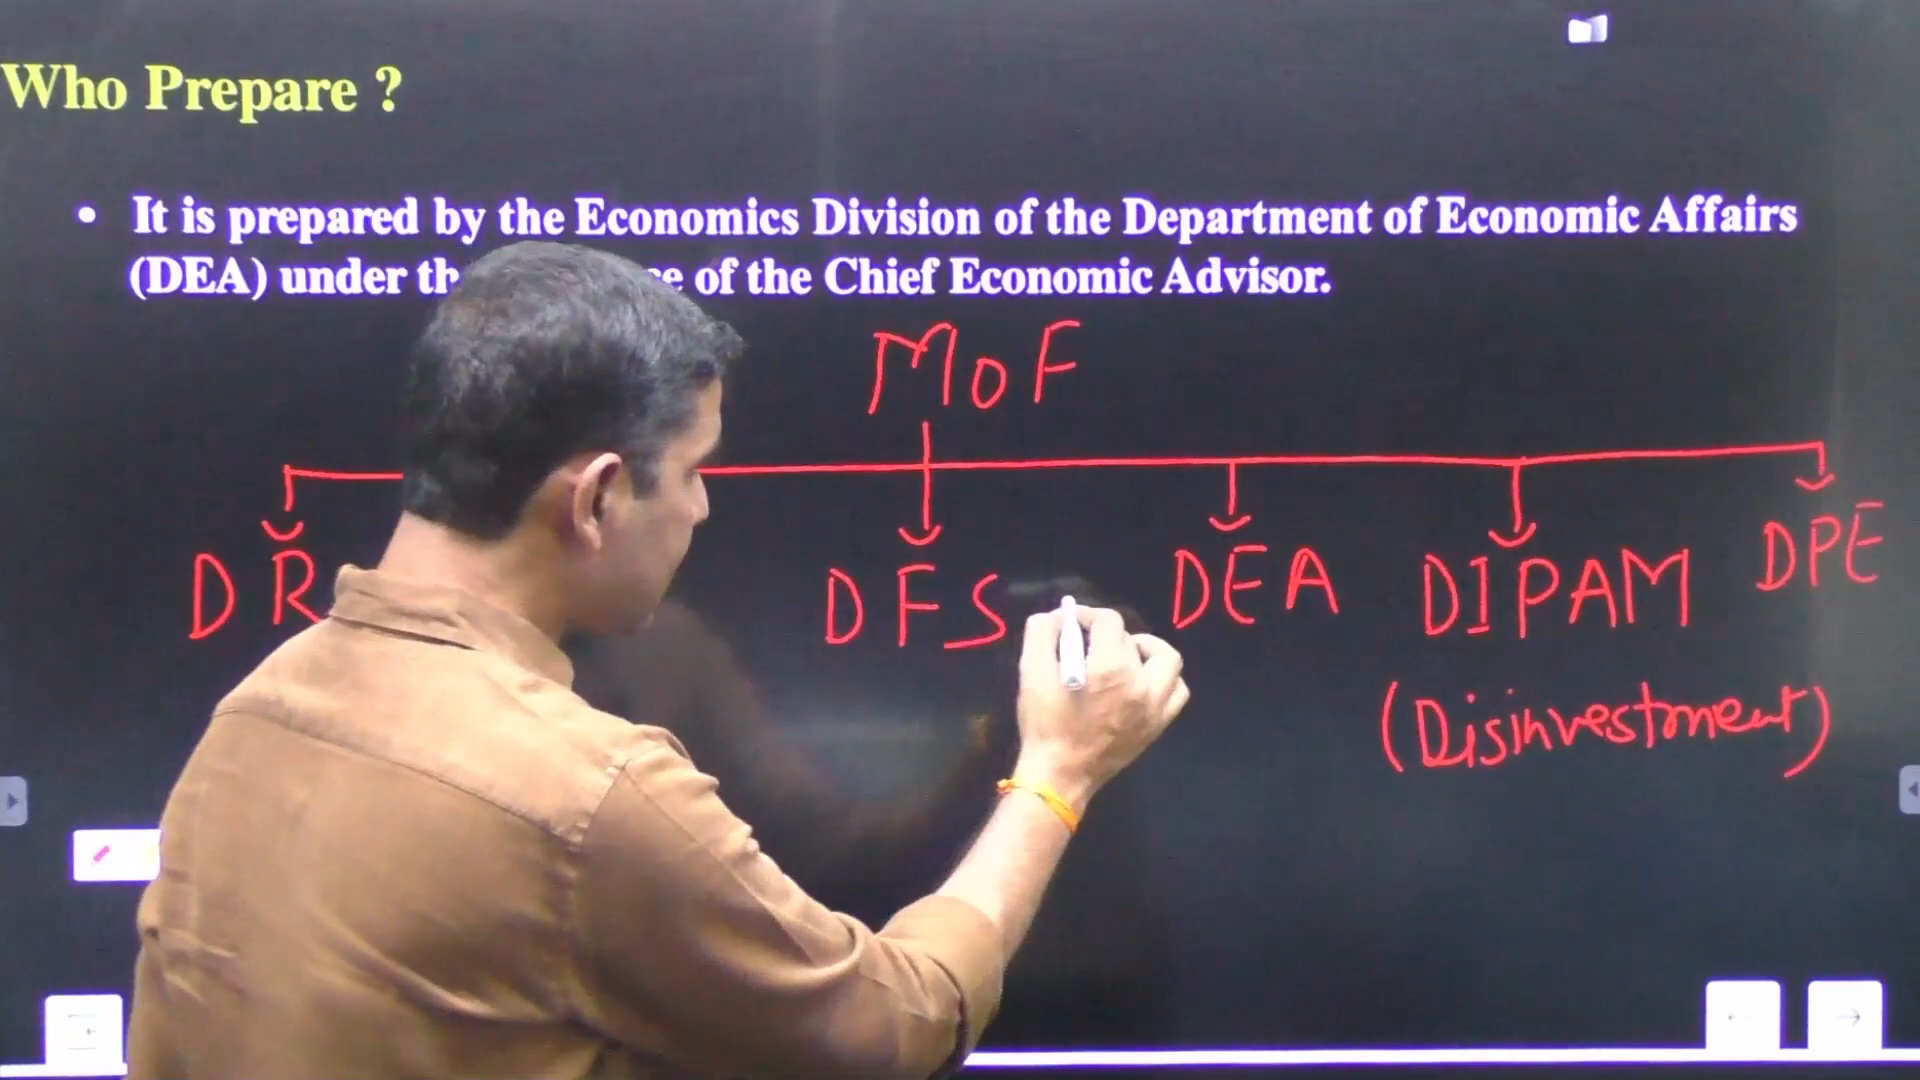 Who Prepare ?
• It is prepared by the Economics Division of the Department of Economic Affairs
(DEA) under of the Chief Economic Advisor.
MoF
DR DFS DEA DIPAM DPE
(Disinvestment)